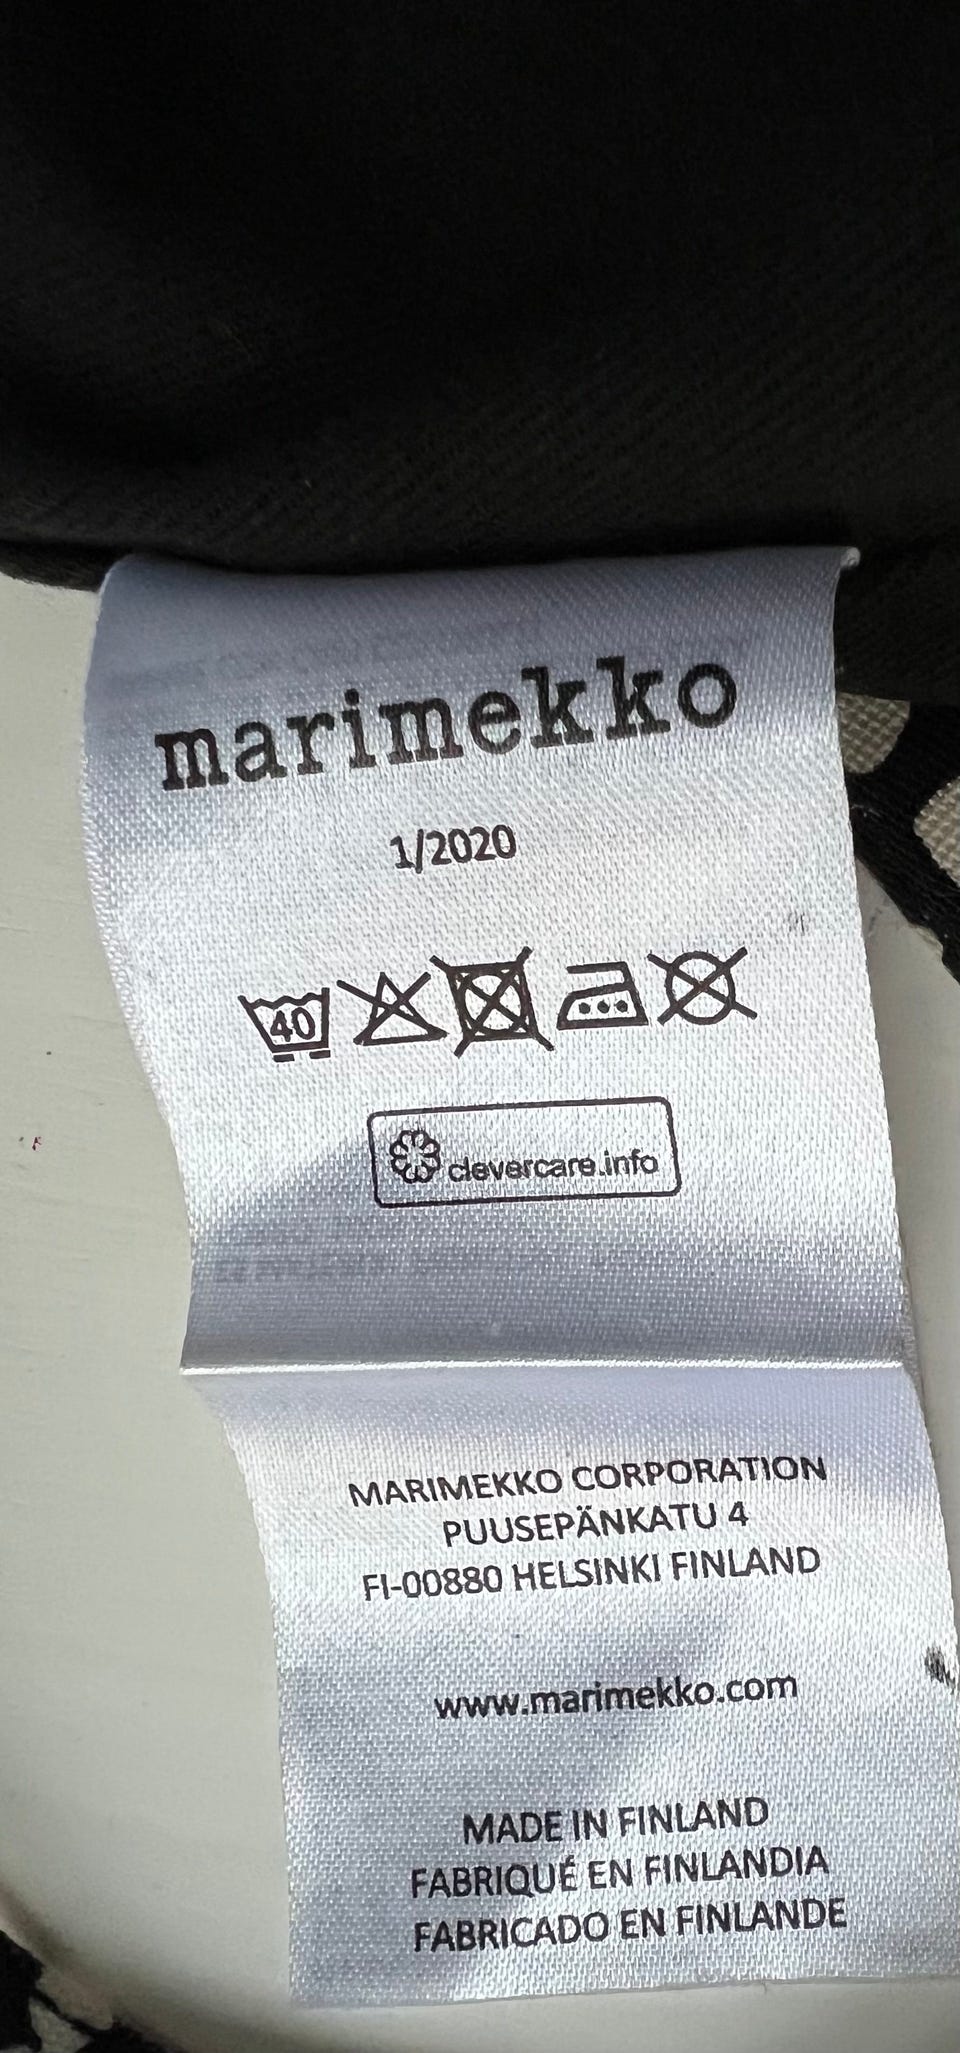 marimekko
1/2020
40
clevercare.info
MARIMEKKO CORPORATION
PUUSEPÄNKATU 4
FI-00880 HELSINKI FINLAND
www.marimekko.com
MADE IN FINLAND
FABRIQUÉ EN FINLANDIA
FABRICADO EN FINLANDE